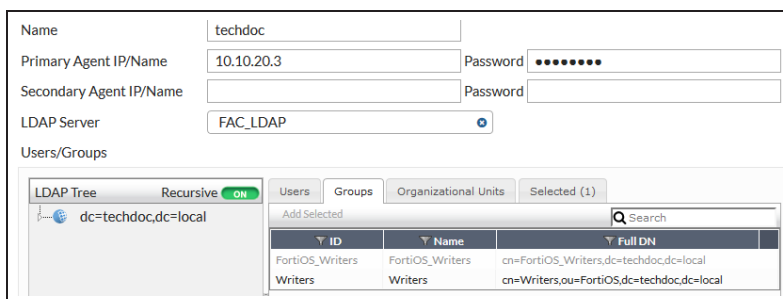 Name techdoc
Primary Agent IP/Name 10.10.20.3 Password ●●●●●●●●
Secondary Agent IP/Name Password
LDAP Server FAC_LDAP
Users/Groups
LDAP Tree Recursive ON Users Groups Organizational Units Selected (1)
dc=techdoc,dc=local Add Selected Search
ID Name Full DN
FortiOS_Writers FortiOS_Writers cn=FortiOS_Writers,dc=techdoc,dc=local
Writers Writers cn=Writers,ou=FortiOS,dc=techdoc,dc=local